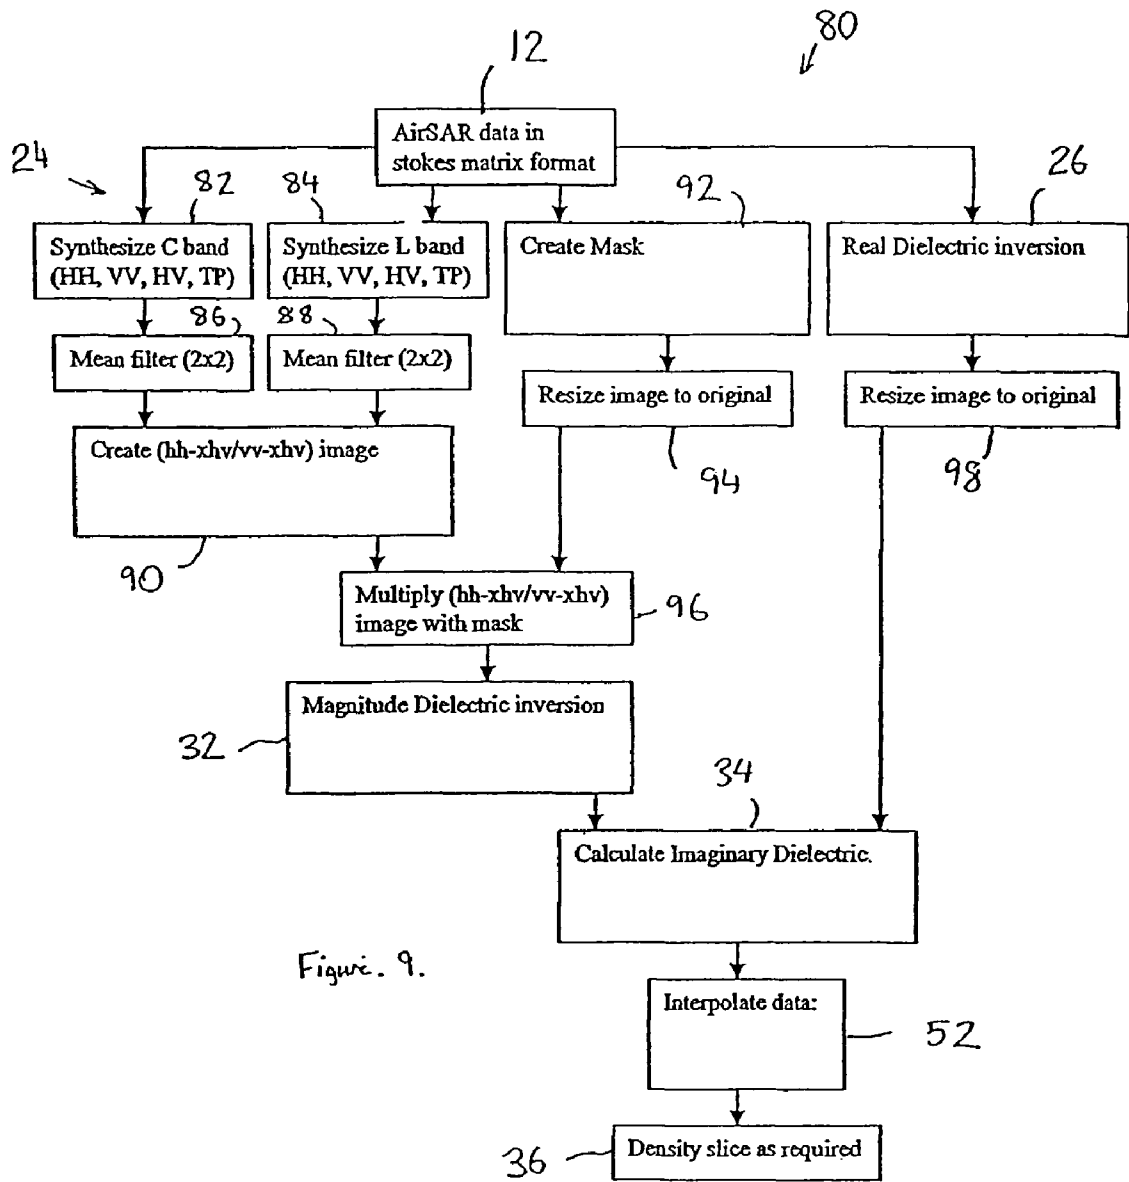 80
12
AirSAR data in
stokes matrix format
24
82
84
92
26
Synthesize C band
(HH, VV, HV, TP)
Synthesize L band
(HH, VV, HV, TP)
Create Mask
Real Dielectric inversion
86
88
Mean filter (2x2)
Mean filter (2x2)
Resize image to original
Resize image to original
Create (hh-xhv/vv-xhv) image
94
98
90
Multiply (hh-xhv/vv-xhv)
image with mask
96
Magnitude Dielectric inversion
32
34
Calculate Imaginary Dielectric.
Figure. 9.
Interpolate data:
52
Density slice as required
36